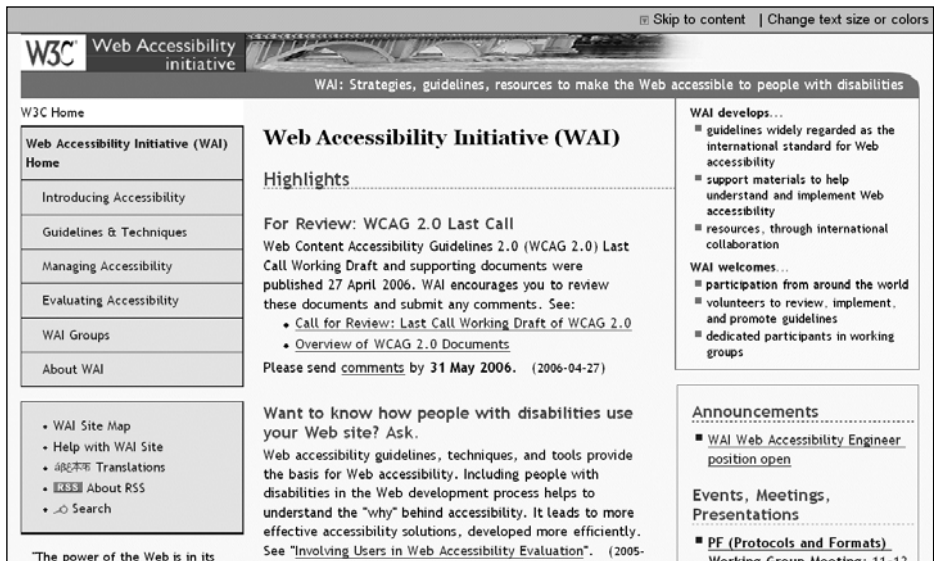 Skip to content | Change text size or colors
W3C Web Accessibility
initiative
WAI: Strategies, guidelines, resources to make the Web accessible to people with disabilities
W3C Home
Web Accessibility Initiative (WAI)
Home
Introducing Accessibility
Guidelines & Techniques
Managing Accessibility
Evaluating Accessibility
WAI Groups
About WAI
• WAI Site Map
• Help with WAI Site
• Translations
• RSS About RSS
• Search
"The power of the Web is in its
Web Accessibility Initiative (WAI)
Highlights
For Review: WCAG 2.0 Last Call
Web Content Accessibility Guidelines 2.0 (WCAG 2.0) Last
Call Working Draft and supporting documents were
published 27 April 2006. WAI encourages you to review
these documents and submit any comments. See:
• Call for Review: Last Call Working Draft of WCAG 2.0
• Overview of WCAG 2.0 Documents
Please send comments by 31 May 2006. (2006-04-27)
Want to know how people with disabilities use
your Web site? Ask.
Web accessibility guidelines, techniques, and tools provide
the basis for Web accessibility. Including people with
disabilities in the Web development process helps to
understand the "why" behind accessibility. It leads to more
effective accessibility solutions, developed more efficiently.
See "Involving Users in Web Accessibility Evaluation". (2005-
WAI develops...
■ guidelines widely regarded as the
international standard for Web
accessibility
■ support materials to help
understand and implement Web
accessibility
■ resources, through international
collaboration
WAI welcomes...
■ participation from around the world
■ volunteers to review, implement,
and promote guidelines
■ dedicated participants in working
groups
Announcements
■ WAI Web Accessibility Engineer
position open
Events, Meetings,
Presentations
■ PF (Protocols and Formats)
Working Group Meeting: 11-13